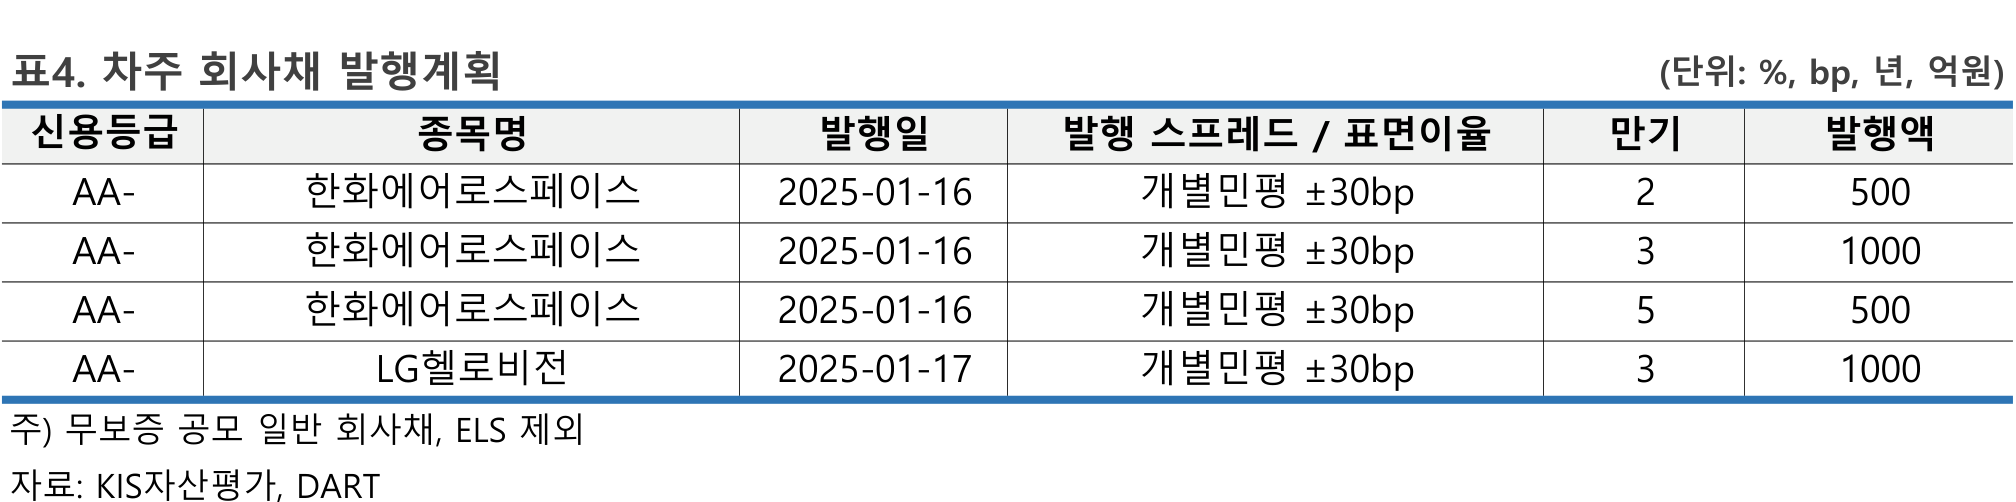 표4. 차주 회사채 발행계획 (단위: %, bp, 년, 억원)
신용등급 종목명 발행일 발행 스프레드 / 표면이율 만기 발행액
AA- 한화에어로스페이스 2025-01-16 개별민평 ±30bp 2 500
AA- 한화에어로스페이스 2025-01-16 개별민평 ±30bp 3 1000
AA- 한화에어로스페이스 2025-01-16 개별민평 ±30bp 5 500
AA- LG헬로비전 2025-01-17 개별민평 ±30bp 3 1000
주) 무보증 공모 일반 회사채, ELS 제외
자료: KIS자산평가, DART